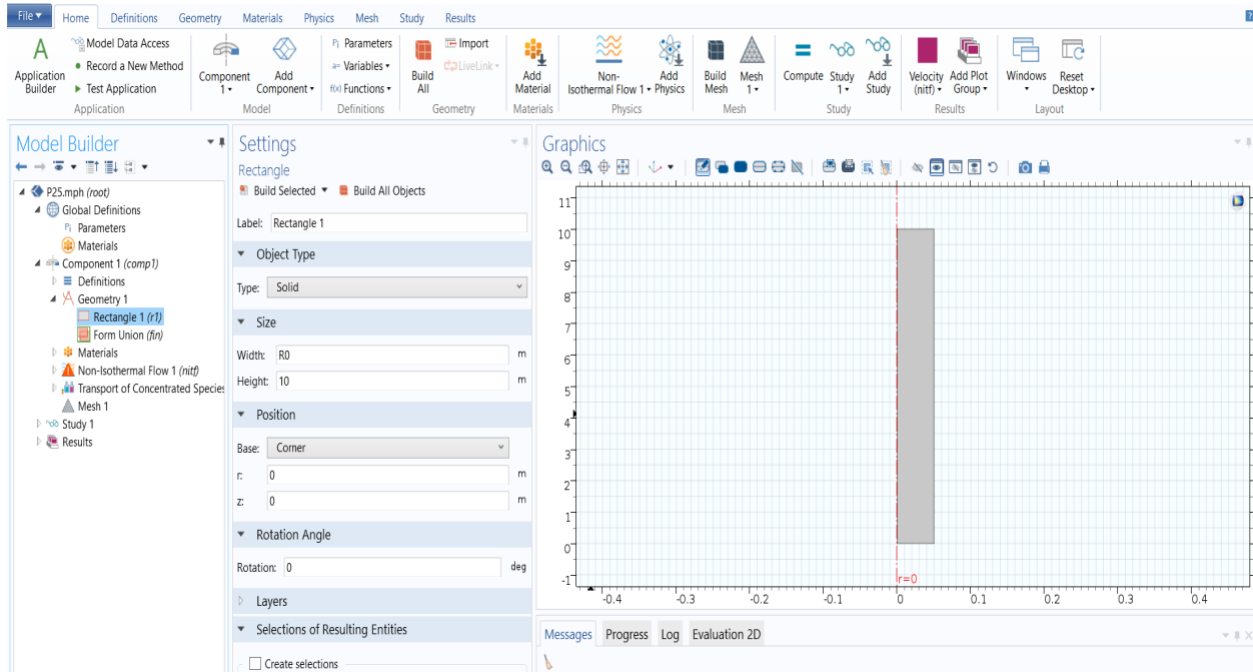 File
Home
Definitions
Geometry
Materials
Physics
Mesh
Study
Results
Application Builder
Model Data Access
Record a New Method
Test Application
Application
Component 1
Add Component
Model
Pi Parameters
a= Variables
f(x) Functions
Definitions
Build All
Import
LiveLink
Geometry
Add Material
Materials
Non-Isothermal Flow 1
Add Physics
Physics
Build Mesh
Mesh 1
Mesh
Compute
Study 1
Add Study
Study
Velocity (nitf)
Add Plot Group
Results
Windows
Reset Desktop
Layout
Model Builder
P25.mph (root)
Global Definitions
Pi Parameters
Materials
Component 1 (comp1)
Definitions
Geometry 1
Rectangle 1 (r1)
Form Union (fin)
Materials
Non-Isothermal Flow 1 (nitf)
Transport of Concentrated Species
Mesh 1
Study 1
Results
Settings
Rectangle
Build Selected
Build All Objects
Label: Rectangle 1
Object Type
Type: Solid
Size
Width: R0 m
Height: 10 m
Position
Base: Corner
r: 0 m
z: 0 m
Rotation Angle
Rotation: 0 deg
Layers
Selections of Resulting Entities
Create selections
Graphics
11
10
9
8
7
6
5
4
3
2
1
0
-1
r=0
-0.4 -0.3 -0.2 -0.1 0 0.1 0.2 0.3 0.4
Messages Progress Log Evaluation 2D